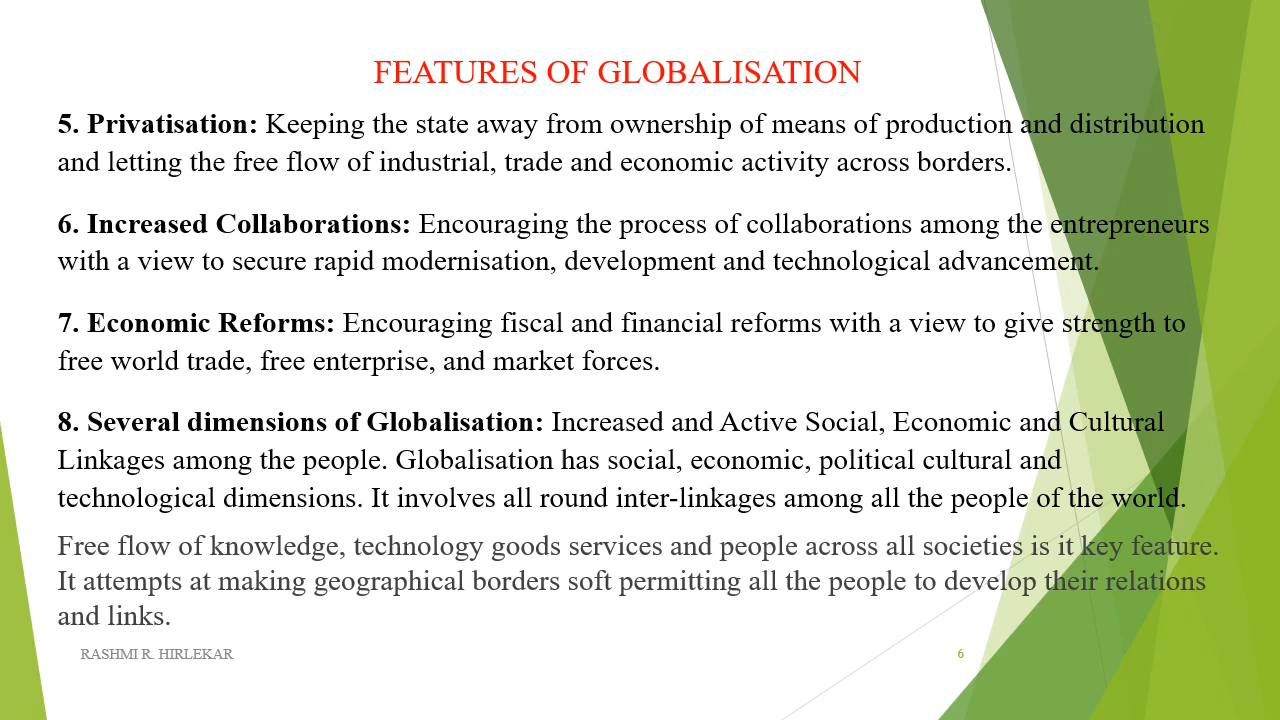 FEATURES OF GLOBALISATION
5. Privatisation: Keeping the state away from ownership of means of production and distribution
and letting the free flow of industrial, trade and economic activity across borders.
6. Increased Collaborations: Encouraging the process of collaborations among the entrepreneurs
with a view to secure rapid modernisation, development and technological advancement.
7. Economic Reforms: Encouraging fiscal and financial reforms with a view to give strength to
free world trade, free enterprise, and market forces.
8. Several dimensions of Globalisation: Increased and Active Social, Economic and Cultural
Linkages among the people. Globalisation has social, economic, political cultural and
technological dimensions. It involves all round inter-linkages among all the people of the world.
Free flow of knowledge, technology goods services and people across all societies is it key feature.
It attempts at making geographical borders soft permitting all the people to develop their relations
and links.
RASHMI R. HIRLEKAR
6